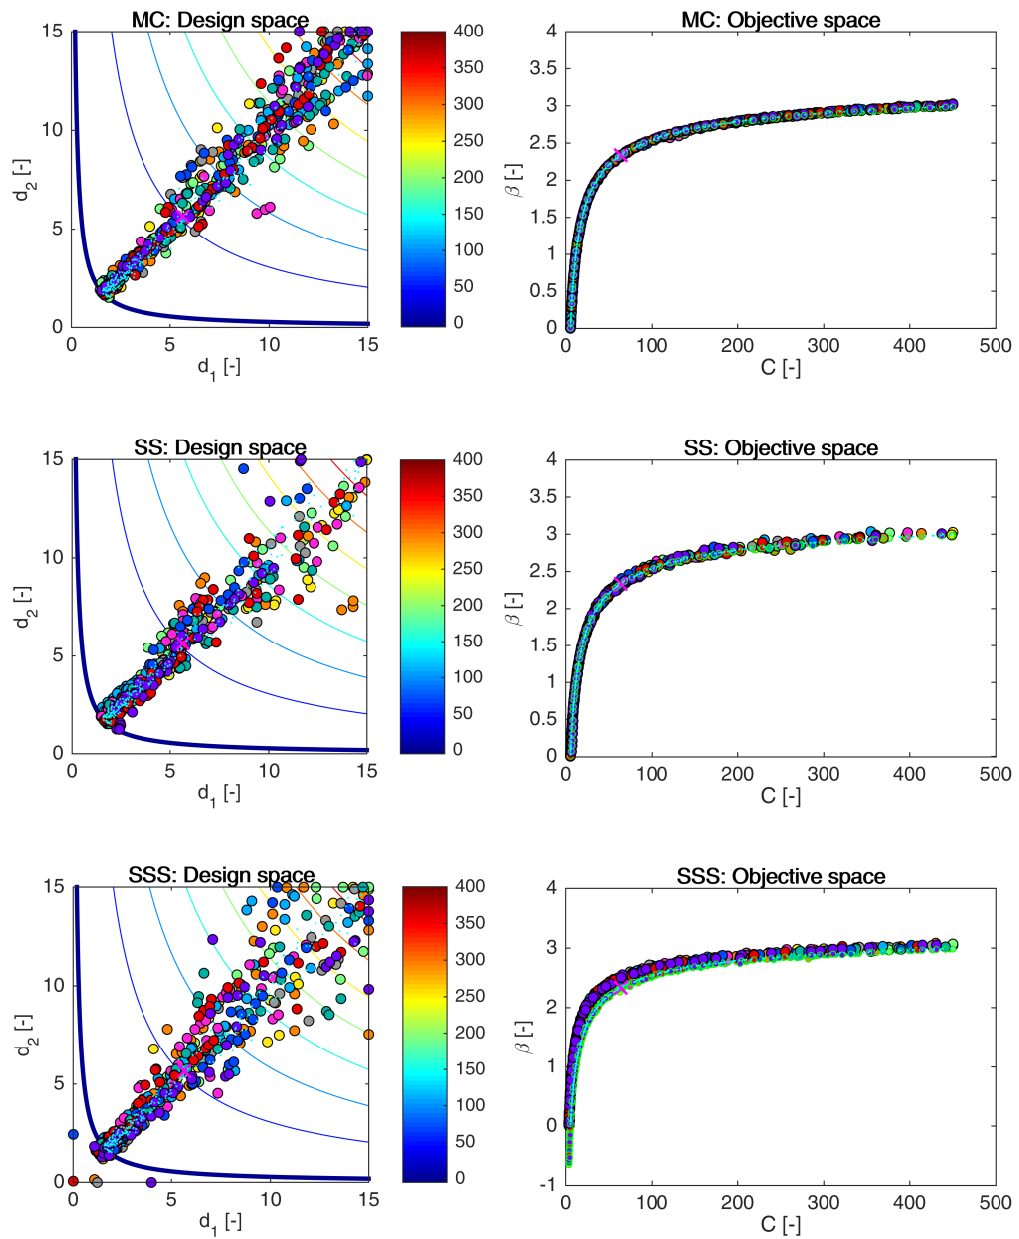 MC: Design space
MC: Objective space
15
10
5
0
0 5 10 15
d2 [-]
d1 [-]
400
350
300
250
200
150
100
50
0
4
3.5
3
2.5
2
1.5
1
0.5
0
0 100 200 300 400 500
β [-]
C [-]
SS: Design space
SS: Objective space
15
10
5
0
0 5 10 15
d2 [-]
d1 [-]
400
350
300
250
200
150
100
50
0
4
3.5
3
2.5
2
1.5
1
0.5
0
0 100 200 300 400 500
β [-]
C [-]
SSS: Design space
SSS: Objective space
15
10
5
0
0 5 10 15
d2 [-]
d1 [-]
400
350
300
250
200
150
100
50
0
4
3
2
1
0
-1
0 100 200 300 400 500
β [-]
C [-]